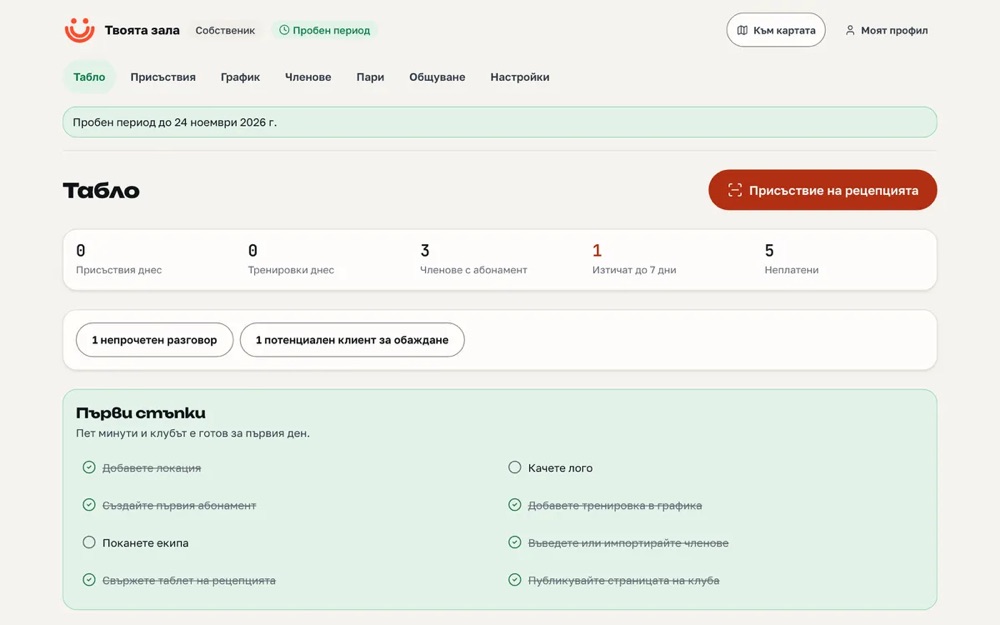 Твоята зала Собственик Пробен период Към картата Моят профил
Табло Присъствия График Членове Пари Общуване Настройки
Пробен период до 24 ноември 2026 г.
Табло Присъствие на рецепцията
0 0 3 1 5
Присъствия днес Тренировки днес Членове с абонамент Изтичат до 7 дни Неплатени
1 непрочетен разговор 1 потенциален клиент за обаждане
Първи стъпки
Пет минути и клубът е готов за първия ден.
Добавете локация Качете лого
Създайте първия абонамент Добавете тренировка в графика
Поканете екипа Въведете или импортирайте членове
Свържете таблет на рецепцията Публикувайте страницата на клуба